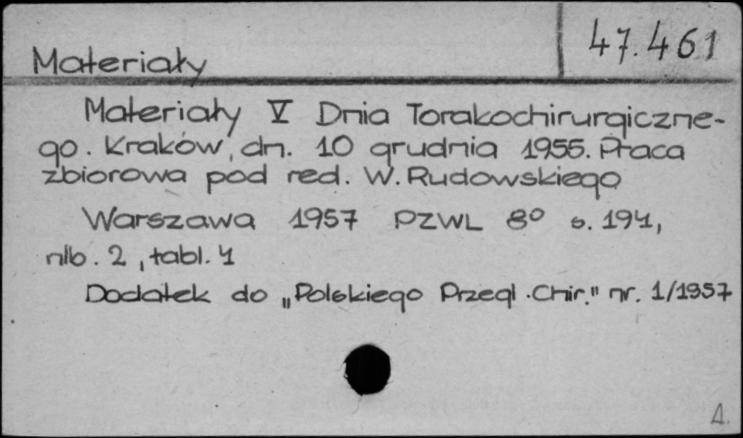 47.461
Materiały
Materiały V Dnia Torakochirurgiczne-
go. Kraków, dn. 10 grudnia 1955. Praca
zbiorowa pod red. W. Rudowskiego
Warszawa 1957 PZWL 8° s. 194,
nlb. 2, tabl. 4
Dodatek do „Polskiego Przegl. Chir." nr. 1/1957